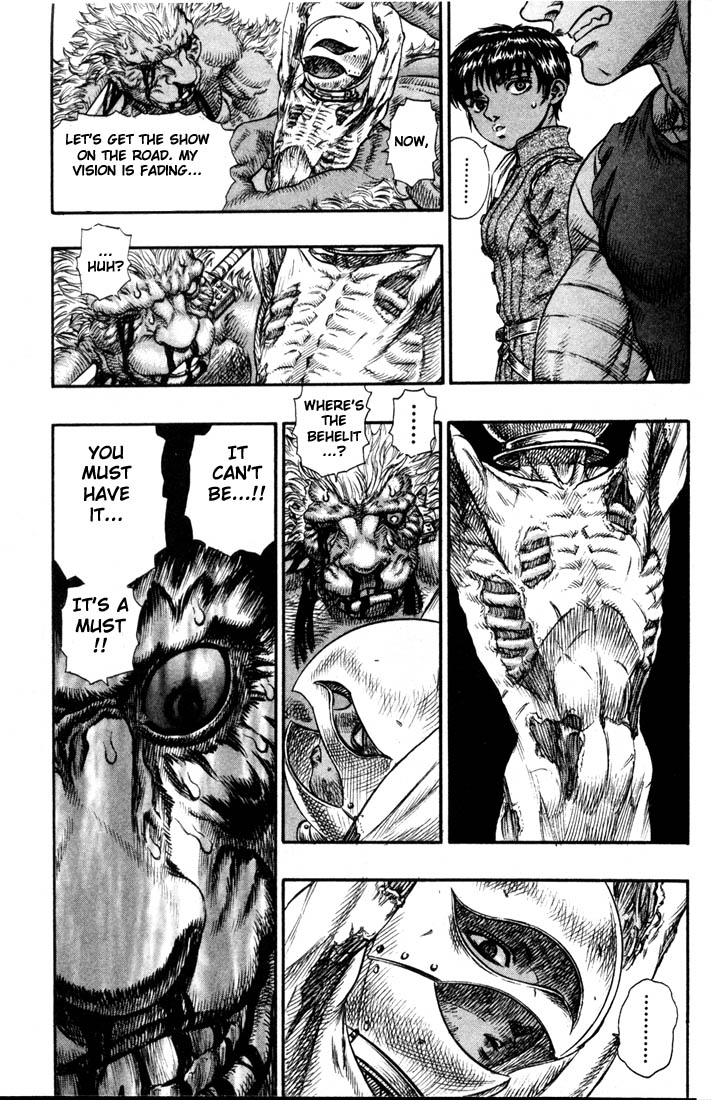 ..........
NOW,
LET'S GET THE SHOW
ON THE ROAD. MY
VISION IS FADING...
...
HUH?
......
WHERE'S
THE
BEHELIT
...?
IT
CAN'T
BE...!!
YOU
MUST
HAVE
IT...
IT'S A
MUST
!!
..........